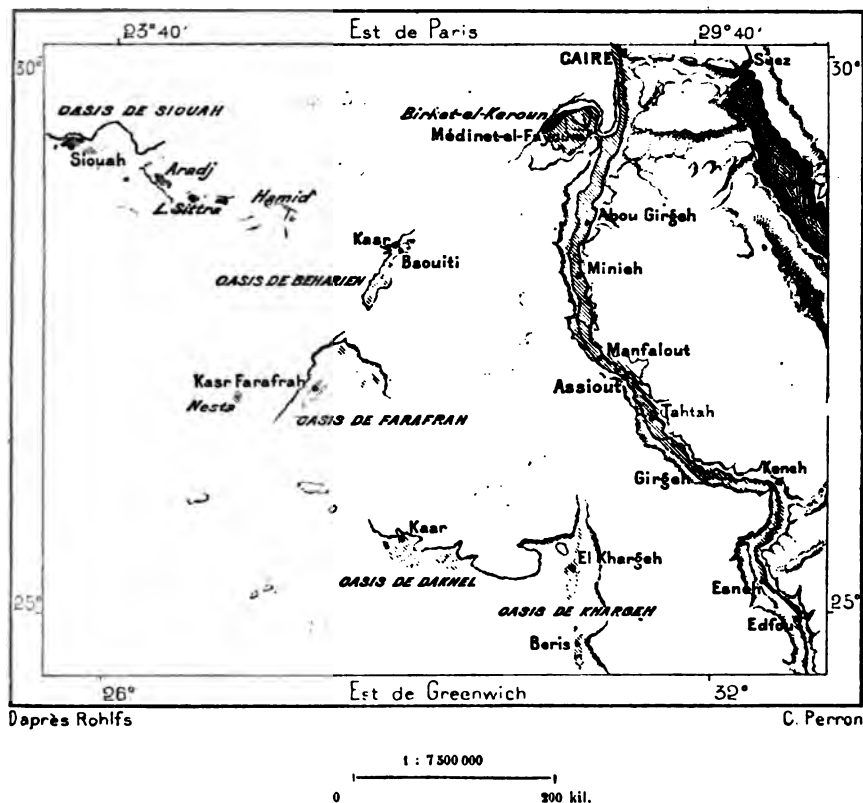 23°40'
Est de Paris
29°40'
30°
30°
CAIRE
Suez
OASIS DE SIOUAH
Birket-el-Keroun
Médinet-el-Fayoum
Siouah
Aradj
L. Sittra
Hamid
Abou Girgeh
Kasr
Baouiti
OASIS DE BEHARIEH
Minieh
Manfalout
Kasr Farafrah
Assiout
Nesta
Tahtah
OASIS DE FARAFRAH
Girgeh
Keneh
Kasr
El Khargeh
OASIS DE DAKHEL
Esneh
25°
OASIS DE KHARGEH
25°
Edfou
Beris
26°
Est de Greenwich
32°
Daprès Rohlfs
C. Perron
1 : 7 500 000
0
200 kil.